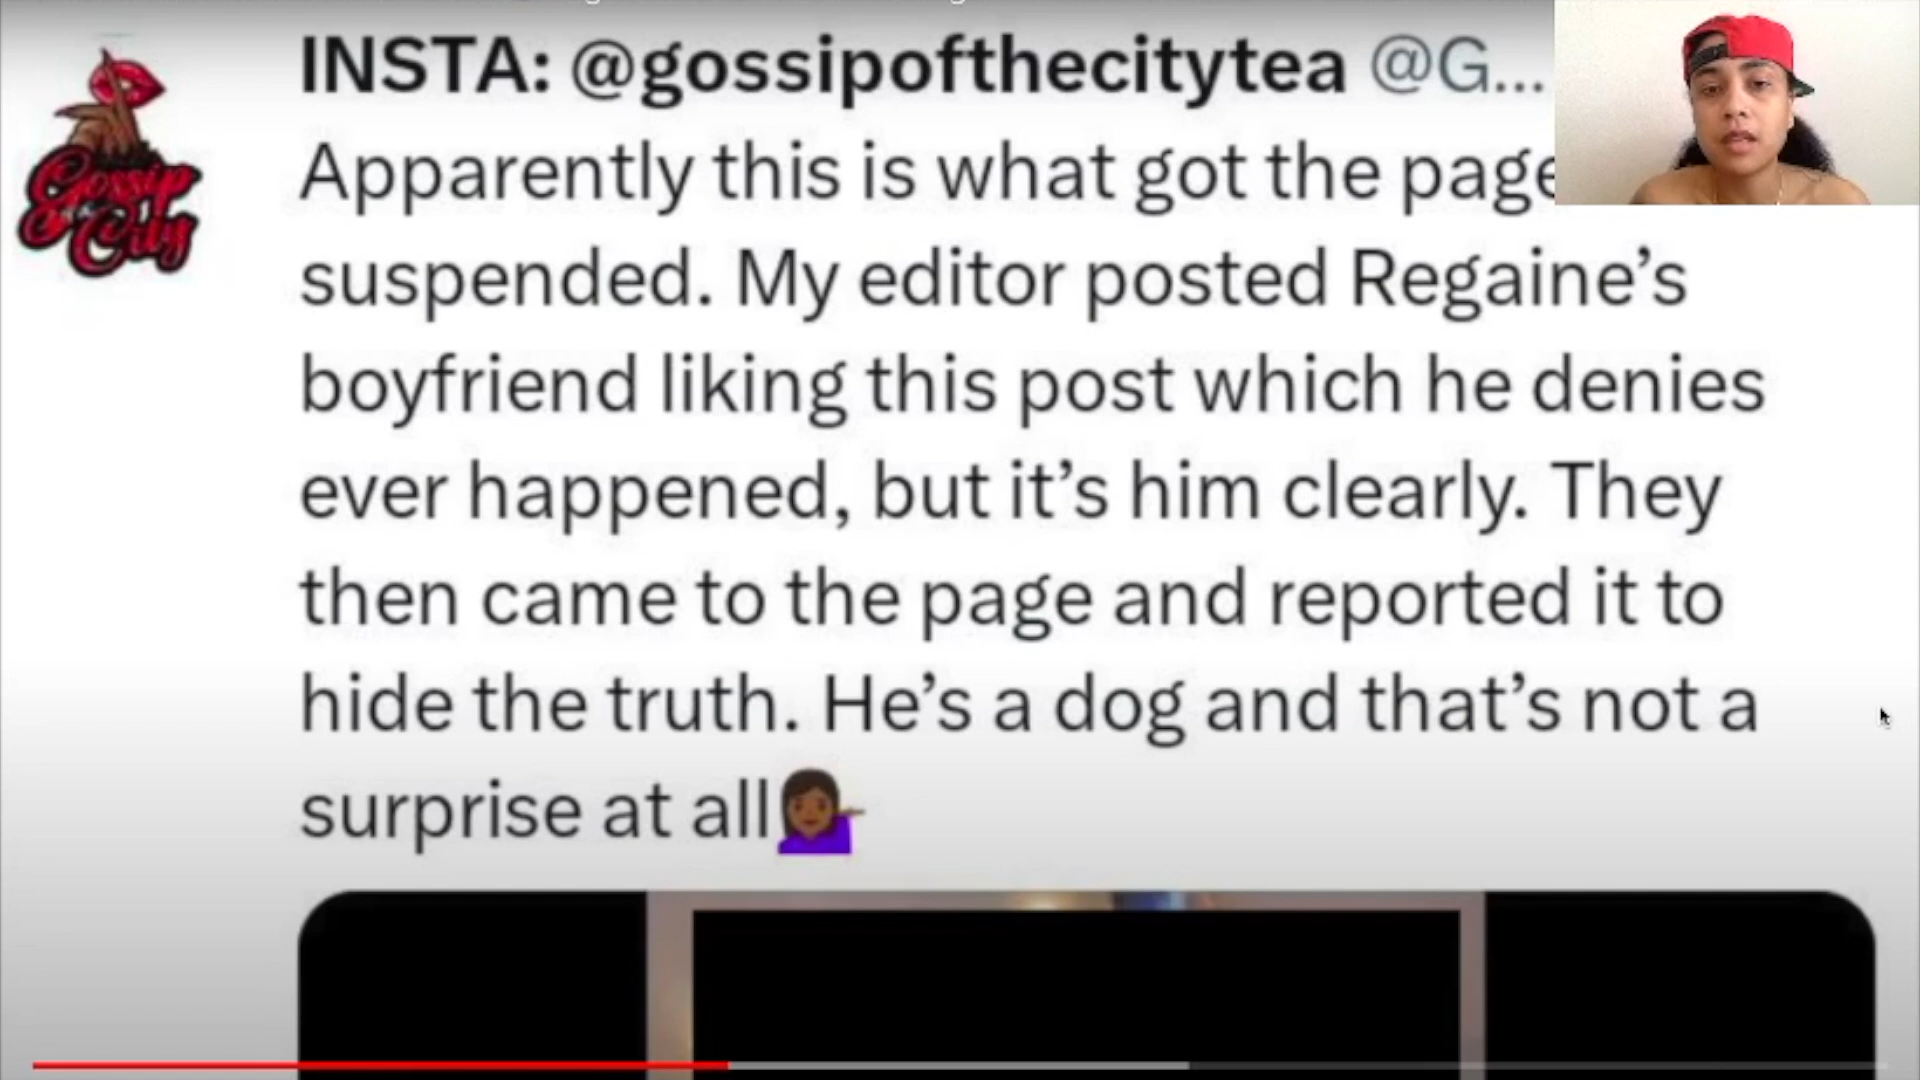 INSTA: @gossipofthecitytea @G...
Apparently this is what got the page
suspended. My editor posted Regaine’s
boyfriend liking this post which he denies
ever happened, but it’s him clearly. They
then came to the page and reported it to
hide the truth. He’s a dog and that’s not a
surprise at all
Gossip
City